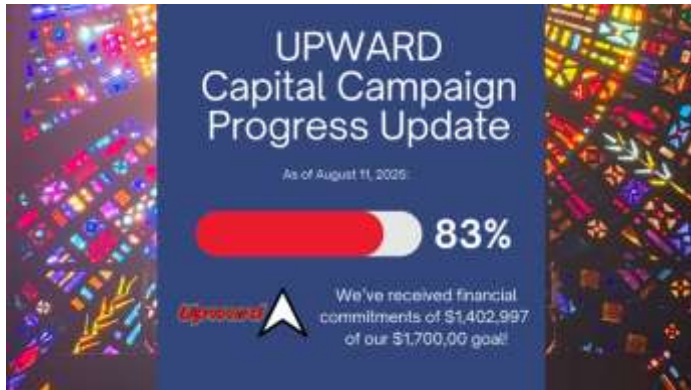 UPWARD
Capital Campaign
Progress Update
As of August 11, 2025:
83%
Upward
We've received financial
commitments of $1,402,997
of our $1,700,00 goal!